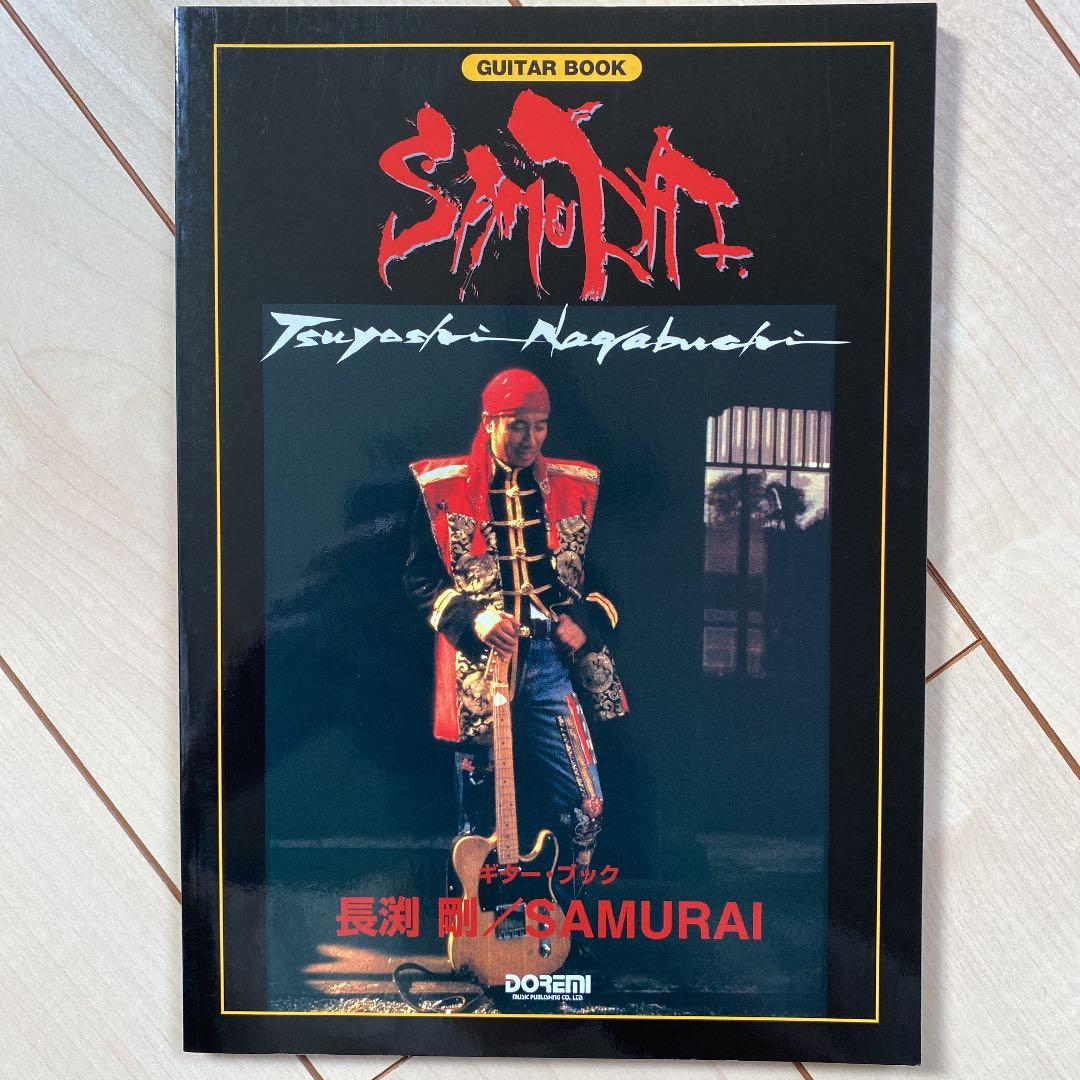 GUITAR BOOK
SAMURAI
Tsuyoshi Nagabuchi
ギター・ブック
長渕 剛／SAMURAI
DOREMI
MUSIC PUBLISHING CO., LTD.